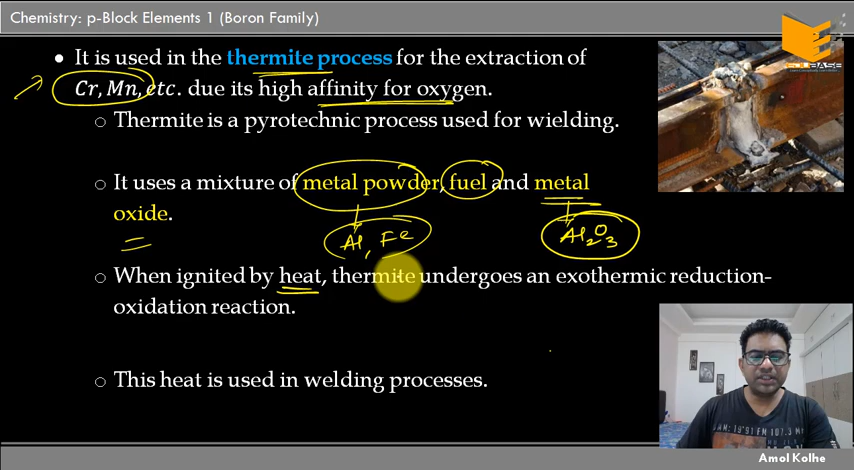 Chemistry: p-Block Elements 1 (Boron Family)
EDUBASE
• It is used in the thermite process for the extraction of
Cr, Mn, etc. due its high affinity for oxygen.
○ Thermite is a pyrotechnic process used for wielding.
○ It uses a mixture of metal powder, fuel and metal
oxide.
Al, Fe
Al2O3
○ When ignited by heat, thermite undergoes an exothermic reduction-
oxidation reaction.
○ This heat is used in welding processes.
Amol Kolhe